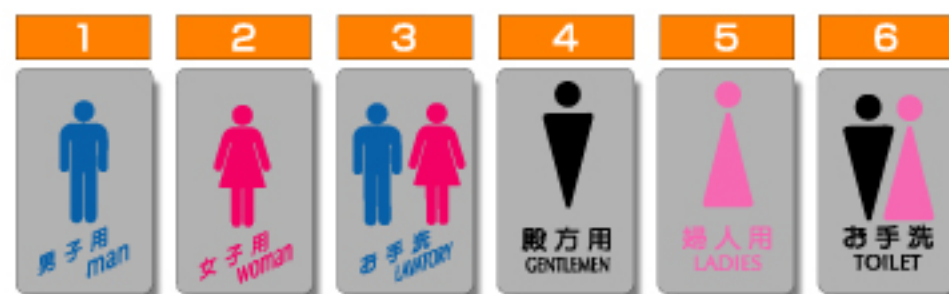 1
2
3
4
5
6
男子用
man
女子用
woman
お手洗
LAVATORY
殿方用
GENTLEMEN
婦人用
LADIES
お手洗
TOILET